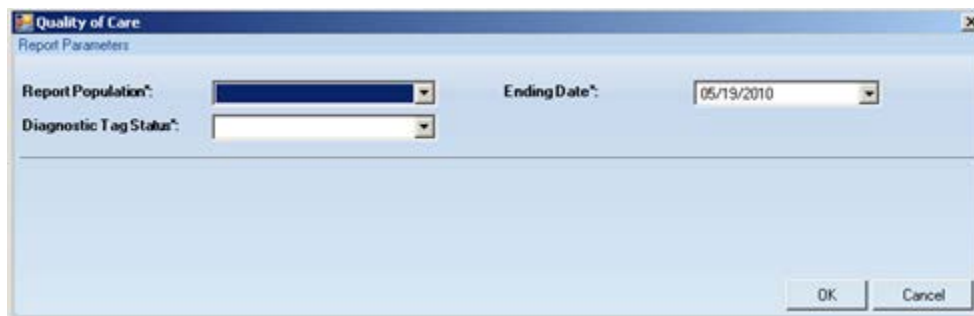 Quality of Care
Report Parameters
Report Population*: Ending Date*: 05/19/2010
Diagnostic Tag Status*:
OK Cancel